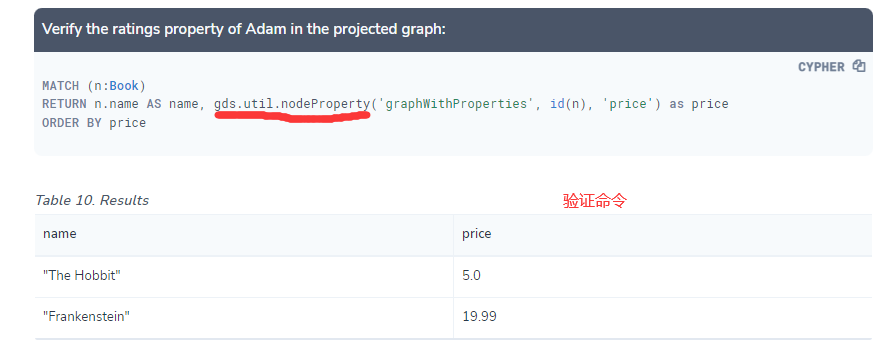 Verify the ratings property of Adam in the projected graph:
CYPHER
MATCH (n:Book)
RETURN n.name AS name, gds.util.nodeProperty('graphWithProperties', id(n), 'price') as price
ORDER BY price
Table 10. Results
验证命令
name price
"The Hobbit" 5.0
"Frankenstein" 19.99